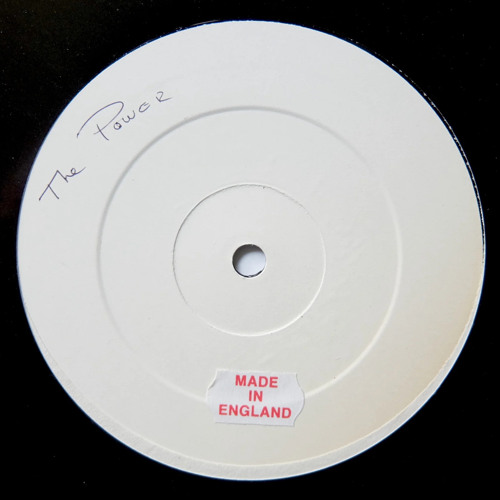 The Power
MADE
IN
ENGLAND